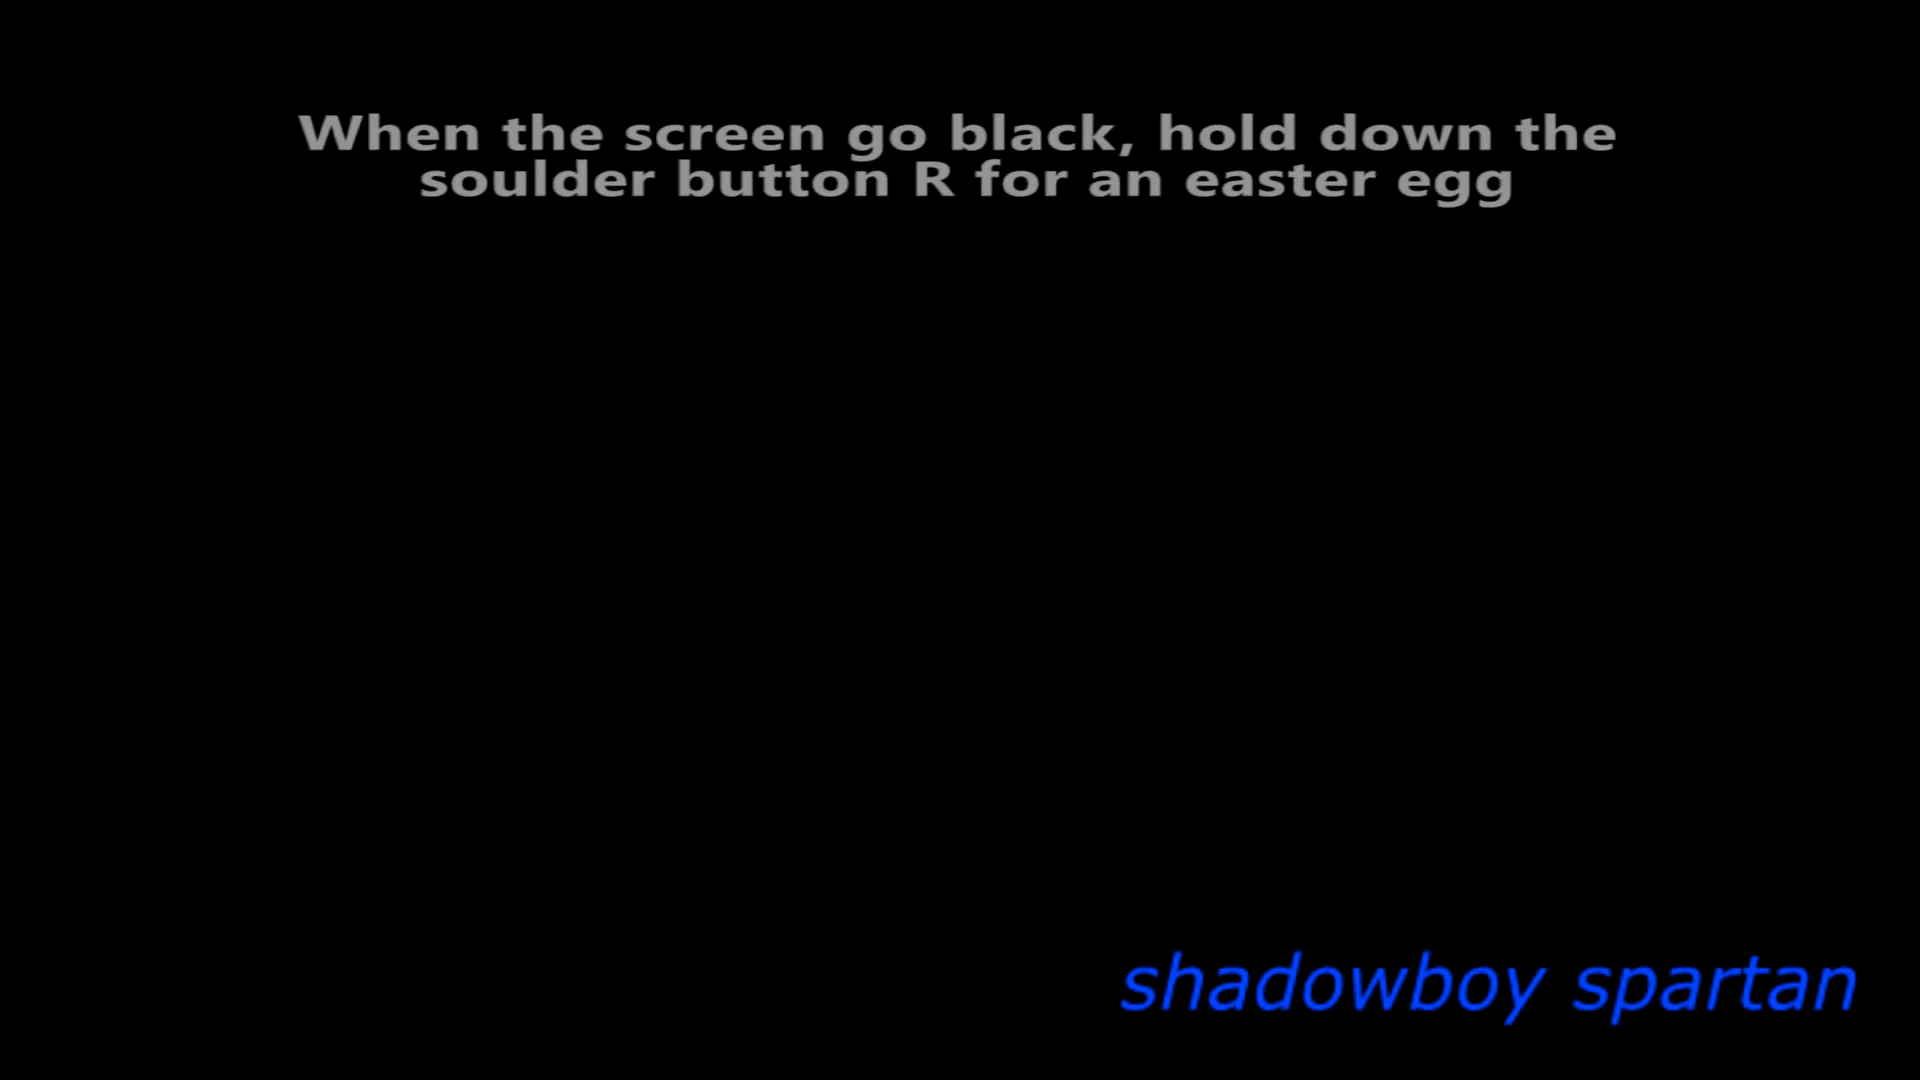 When the screen go black, hold down the
soulder button R for an easter egg
shadowboy spartan